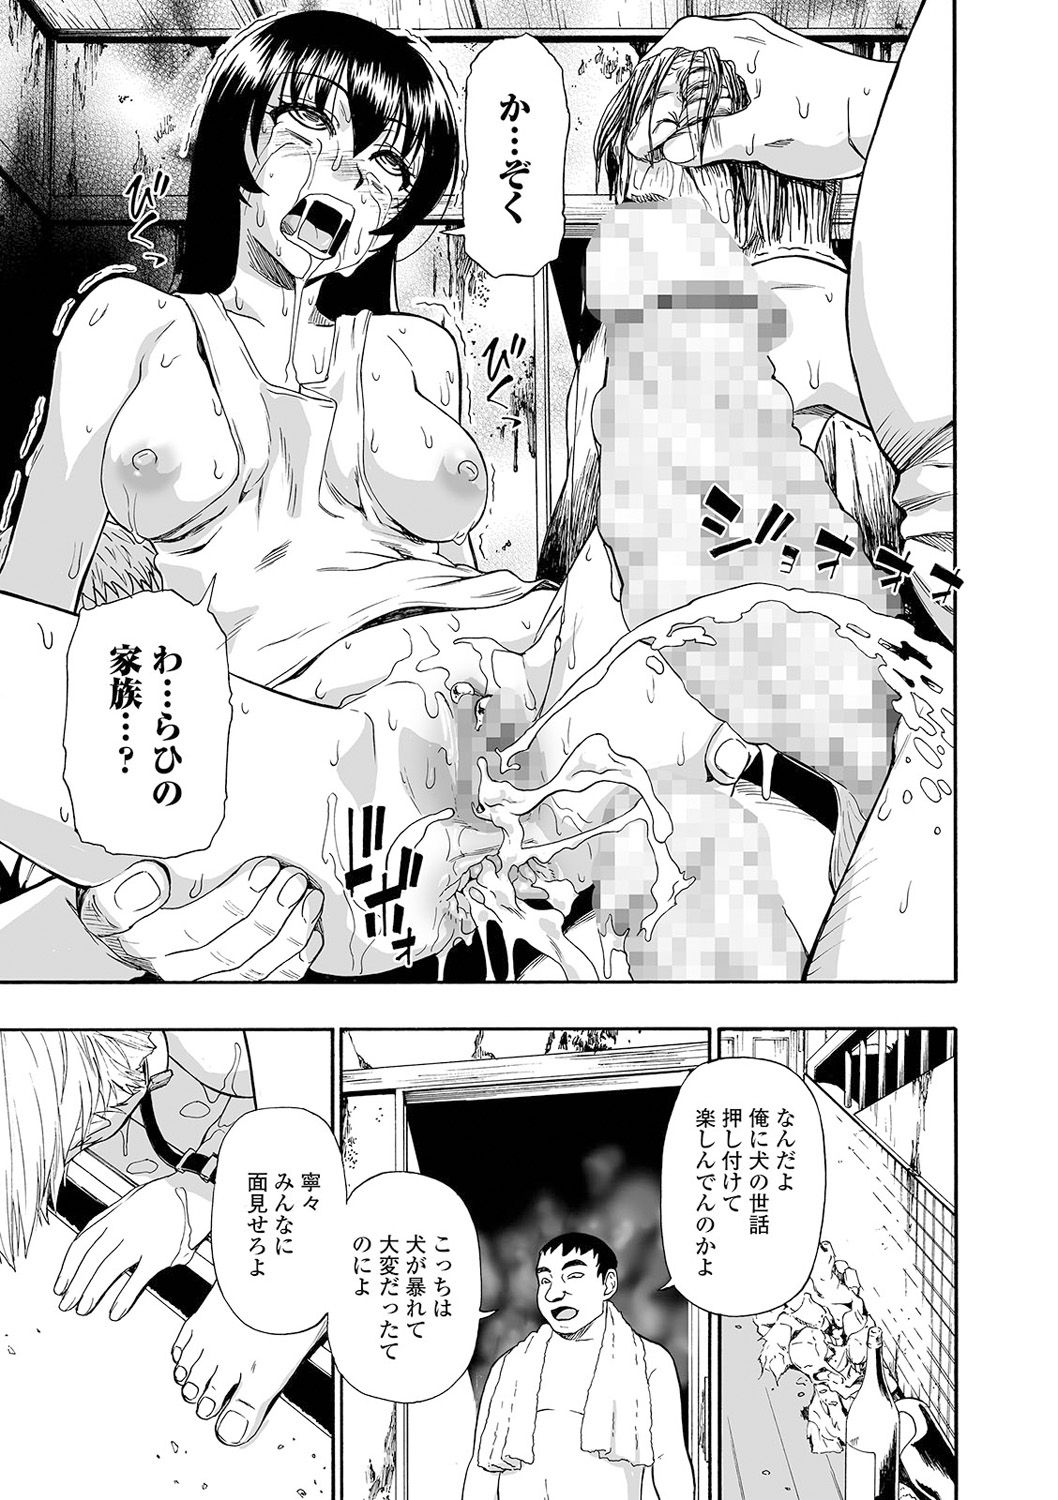 か…ぞく
びくっ
びくっ
ジョオオオ
わ…らひの
家族…?
ボボオ
なんだよ
俺に犬の世話
押し付けて
楽しんでんのかよ
こっちは
犬が暴れて
大変だったて
のによ
寧々
みんなに
面見せろよ